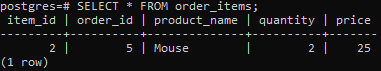 postgres=# SELECT * FROM order_items;
 item_id | order_id | product_name | quantity | price
---------+----------+--------------+----------+-------
       2 |        5 | Mouse        |        2 |    25
(1 row)